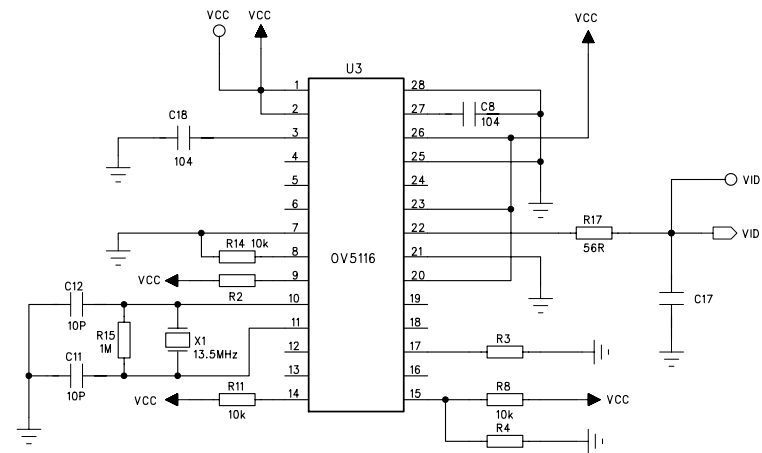 VCC VCC VCC
U3
1 28
2 27 C8
104
C18
3 26
104
4 25
5 24
6 23
VID
R17
7 22 VID
56R
R14 10k
8 OV5116 21
VCC 9 20
R2
C12
10 19
C17
10P
R15
1M
11 18
X1
13.5MHz
R3
12 17
C11
13 16
10P
R11 R8
VCC 14 15 VCC
10k 10k
R4